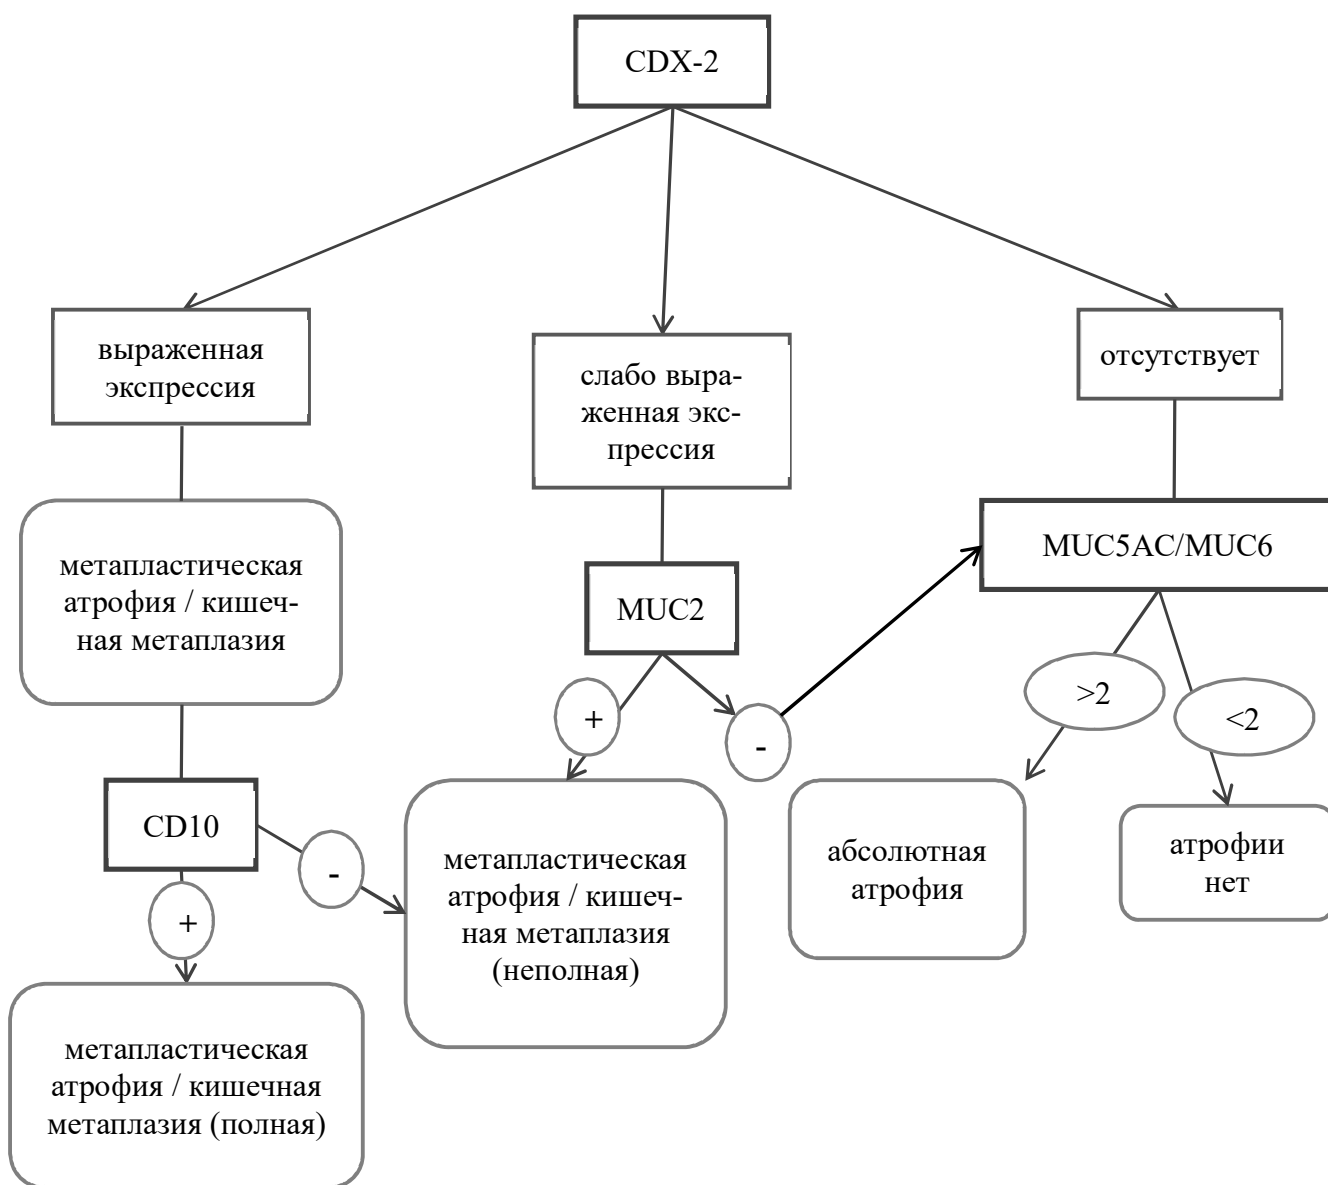 CDX-2
выраженная
экспрессия
слабо выра-
женная экс-
прессия
отсутствует
метапластическая
атрофия / кишеч-
ная метаплазия
MUC2
MUC5AC/MUC6
+
-
>2
<2
CD10
-
+
метапластическая
атрофия / кишеч-
ная метаплазия
(неполная)
абсолютная
атрофия
атрофии
нет
метапластическая
атрофия / кишечная
метаплазия (полная)